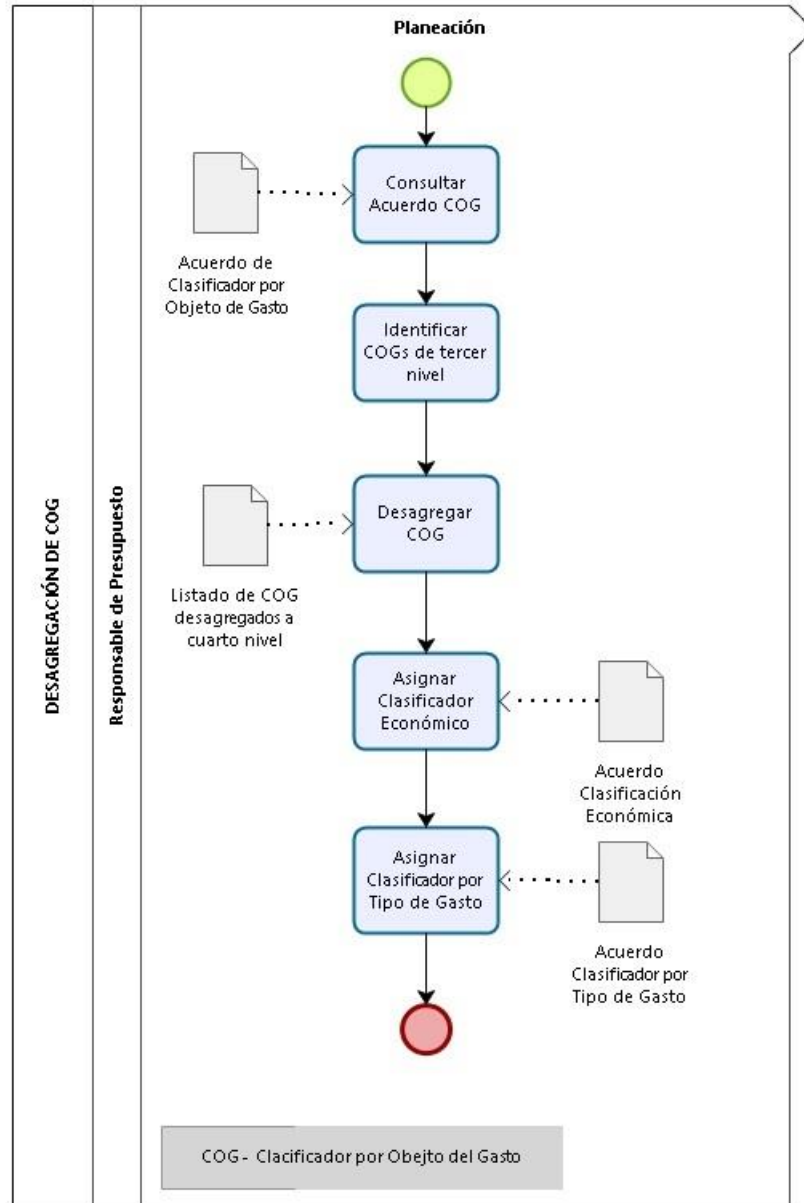 Planeación
DESAGREGACIÓN DE COG
Responsable de Presupuesto
Consultar
Acuerdo COG
Acuerdo de
Clasificador por
Objeto de Gasto
Identificar
COGs de tercer
nivel
Desagregar
COG
Listado de COG
desagregados a
cuarto nivel
Asignar
Clasificador
Económico
Acuerdo
Clasificación
Económica
Asignar
Clasificador por
Tipo de Gasto
Acuerdo
Clasificador por
Tipo de Gasto
COG - Clacificador por Obejto del Gasto